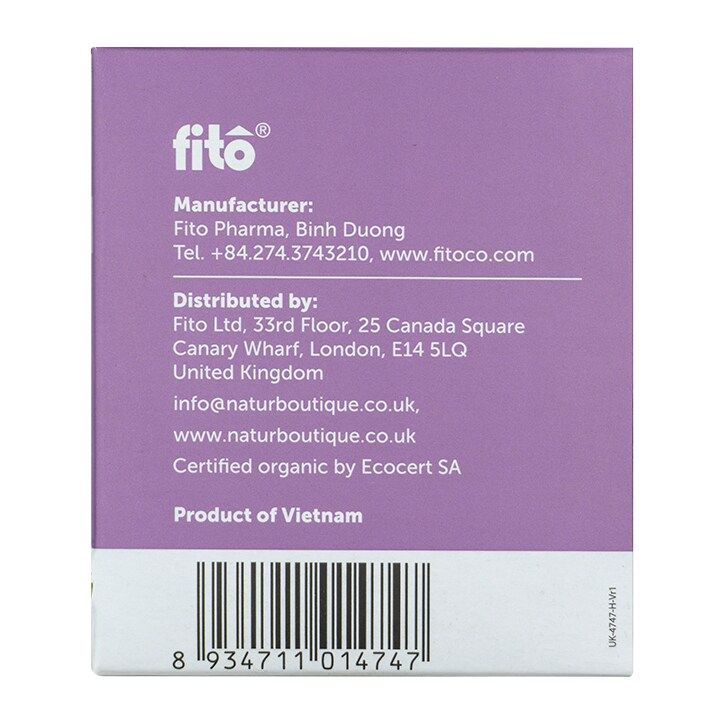 fitô®
Manufacturer:
Fito Pharma, Binh Duong
Tel. +84.274.3743210, www.fitoco.com
Distributed by:
Fito Ltd, 33rd Floor, 25 Canada Square
Canary Wharf, London, E14 5LQ
United Kingdom
info@naturboutique.co.uk,
www.naturboutique.co.uk
Certified organic by Ecocert SA
Product of Vietnam
8 934711 014747
UK-4747-H-Vr1